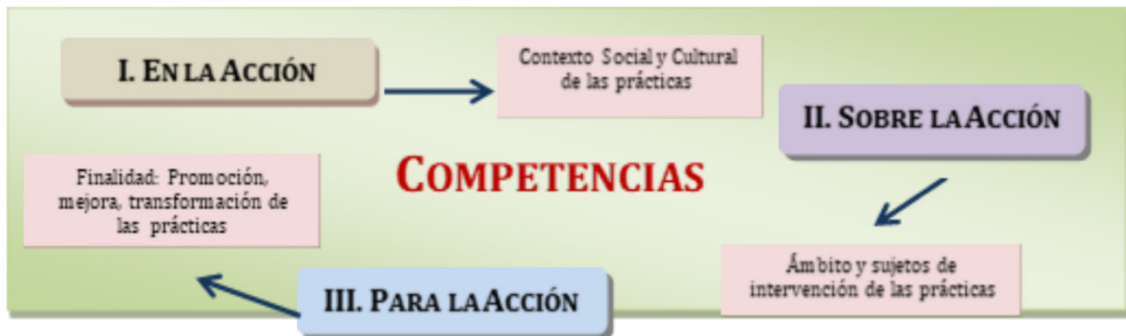 I. EN LA ACCIÓN
Contexto Social y Cultural
de las prácticas
II. SOBRE LA ACCIÓN
COMPETENCIAS
Finalidad: Promoción,
mejora, transformación de
las prácticas
Ámbito y sujetos de
intervención de las prácticas
III. PARA LA ACCIÓN